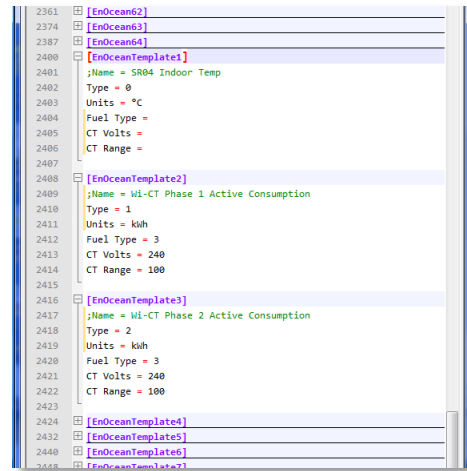 2361 [EnOcean62]
2374 [EnOcean63]
2387 [EnOcean64]
2400 [EnOceanTemplate1]
2401 ;Name = SR04 Indoor Temp
2402 Type = 0
2403 Units = °C
2404 Fuel Type =
2405 CT Volts =
2406 CT Range =
2407
2408 [EnOceanTemplate2]
2409 ;Name = Wi-CT Phase 1 Active Consumption
2410 Type = 1
2411 Units = kWh
2412 Fuel Type = 3
2413 CT Volts = 240
2414 CT Range = 100
2415
2416 [EnOceanTemplate3]
2417 ;Name = Wi-CT Phase 2 Active Consumption
2418 Type = 2
2419 Units = kWh
2420 Fuel Type = 3
2421 CT Volts = 240
2422 CT Range = 100
2423
2424 [EnOceanTemplate4]
2432 [EnOceanTemplate5]
2440 [EnOceanTemplate6]
2448 [EnOceanTemplate7]